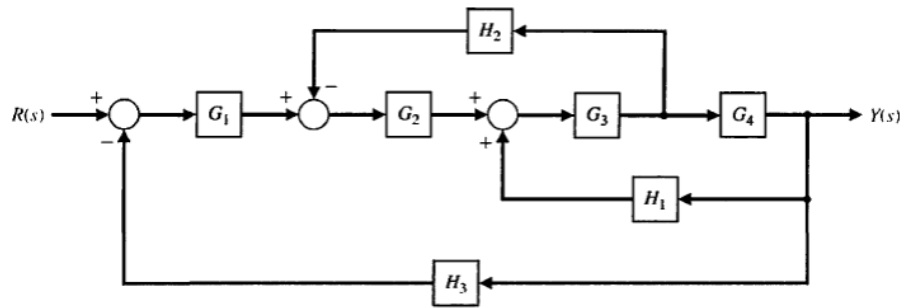 H₂
−
R(s)
+
G₁
+
G₂
+
G₃
G₄
Y(s)
−
+
H₁
H₃